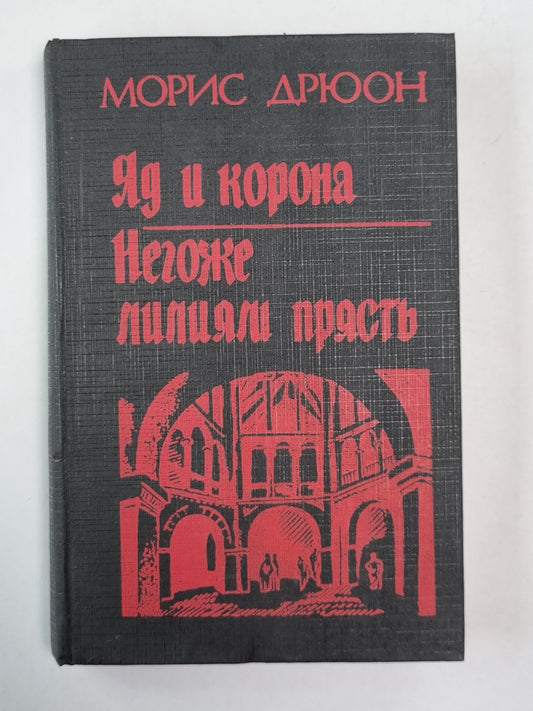 МОРИС ДРЮОН
Яд и корона
Негоже
лилиям прясть